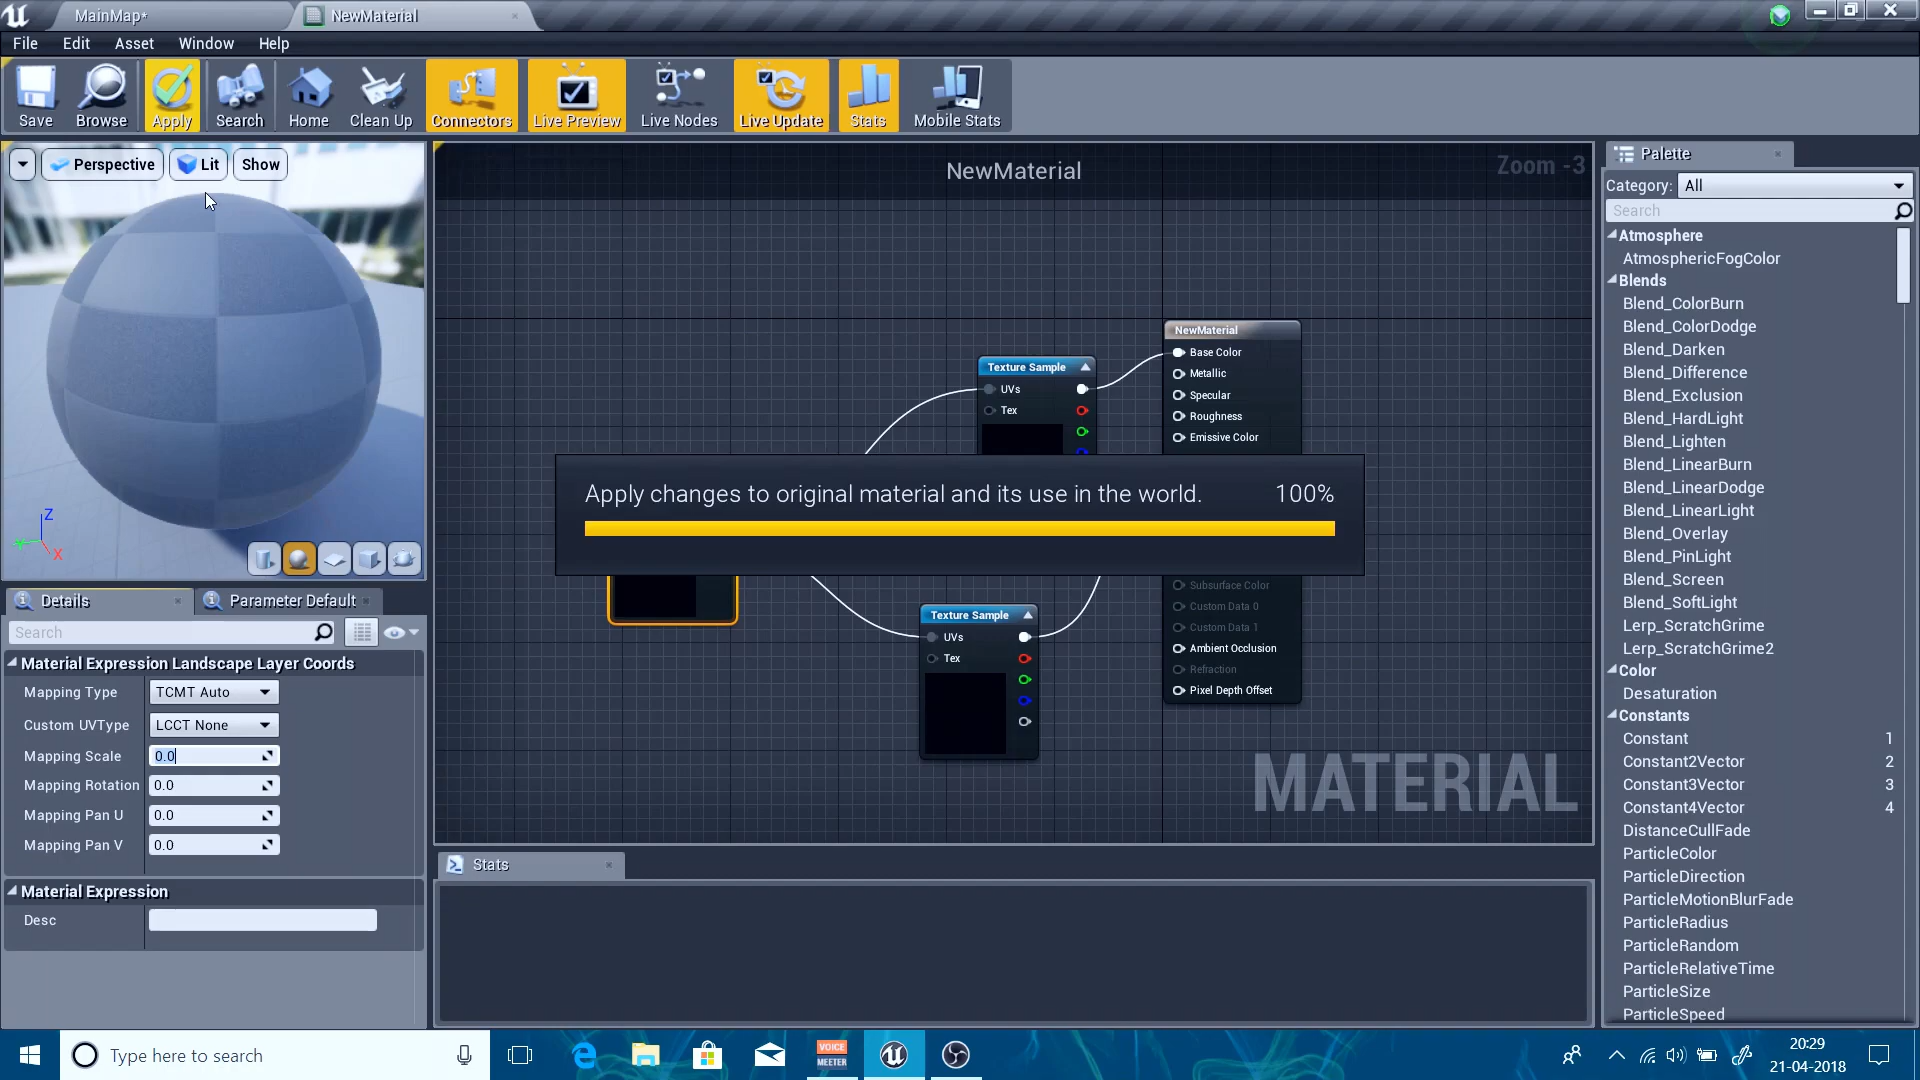 MainMap*
NewMaterial
File
Edit
Asset
Window
Help
Save
Browse
Apply
Search
Home
Clean Up
Connectors
Live Preview
Live Nodes
Live Update
Stats
Mobile Stats
Perspective
Lit
Show
Z
X
NewMaterial
Zoom -3
Texture Sample
UVs
Tex
NewMaterial
Base Color
Metallic
Specular
Roughness
Emissive Color
Apply changes to original material and its use in the world. 100%
Subsurface Color
Custom Data 0
Custom Data 1
Ambient Occlusion
Refraction
Pixel Depth Offset
Texture Sample
UVs
Tex
MATERIAL
Details
Parameter Default
Search
Material Expression Landscape Layer Coords
Mapping Type TCMT Auto
Custom UVType LCCT None
Mapping Scale 0.0
Mapping Rotation 0.0
Mapping Pan U 0.0
Mapping Pan V 0.0
Material Expression
Desc
Stats
Palette
Category: All
Search
Atmosphere
AtmosphericFogColor
Blends
Blend_ColorBurn
Blend_ColorDodge
Blend_Darken
Blend_Difference
Blend_Exclusion
Blend_HardLight
Blend_Lighten
Blend_LinearBurn
Blend_LinearDodge
Blend_LinearLight
Blend_Overlay
Blend_PinLight
Blend_Screen
Blend_SoftLight
Lerp_ScratchGrime
Lerp_ScratchGrime2
Color
Desaturation
Constants
Constant 1
Constant2Vector 2
Constant3Vector 3
Constant4Vector 4
DistanceCullFade
ParticleColor
ParticleDirection
ParticleMotionBlurFade
ParticleRadius
ParticleRandom
ParticleRelativeTime
ParticleSize
ParticleSpeed
Type here to search
VOICE
MEETER
20:29
21-04-2018